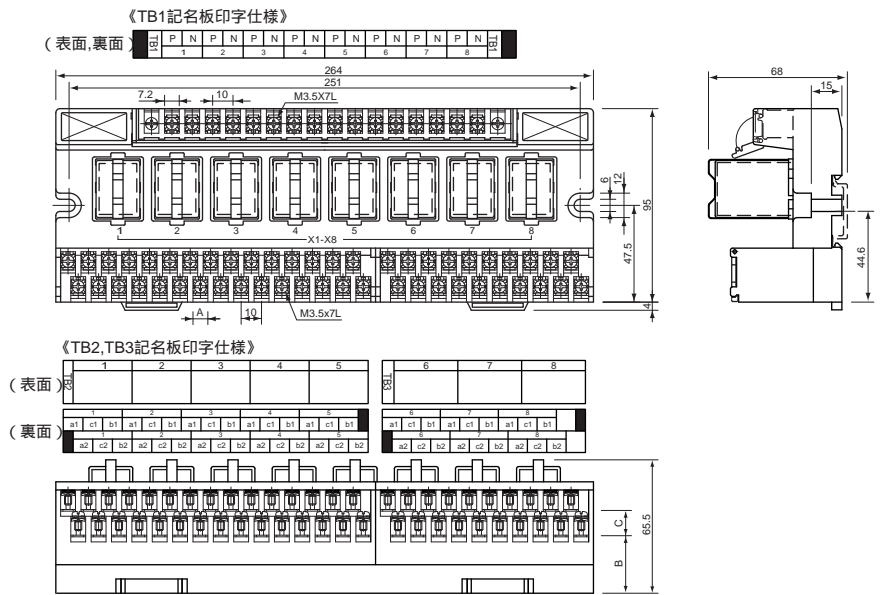 《TB1記名板印字仕様》
(表面,裏面)
TB1 P N P N P N P N P N P N P N P N TB1
1 2 3 4 5 6 7 8
264
251
7.2 10 M3.5X7L
68
15
6 12
95
47.5
44.6
1 2 3 4 5 6 7 8
X1-X8
A 10 M3.5x7L 4
《TB2,TB3記名板印字仕様》
(表面) TB2 1 2 3 4 5 TB3 6 7 8
(裏面)
1 2 3 4 5 6 7 8
a1 c1 b1 a1 c1 b1 a1 c1 b1 a1 c1 b1 a1 c1 b1 a1 c1 b1 a1 c1 b1 a1 c1 b1
1 2 3 4 5 6 7 8
a2 c2 b2 a2 c2 b2 a2 c2 b2 a2 c2 b2 a2 c2 b2 a2 c2 b2 a2 c2 b2 a2 c2 b2
C
B
65.5